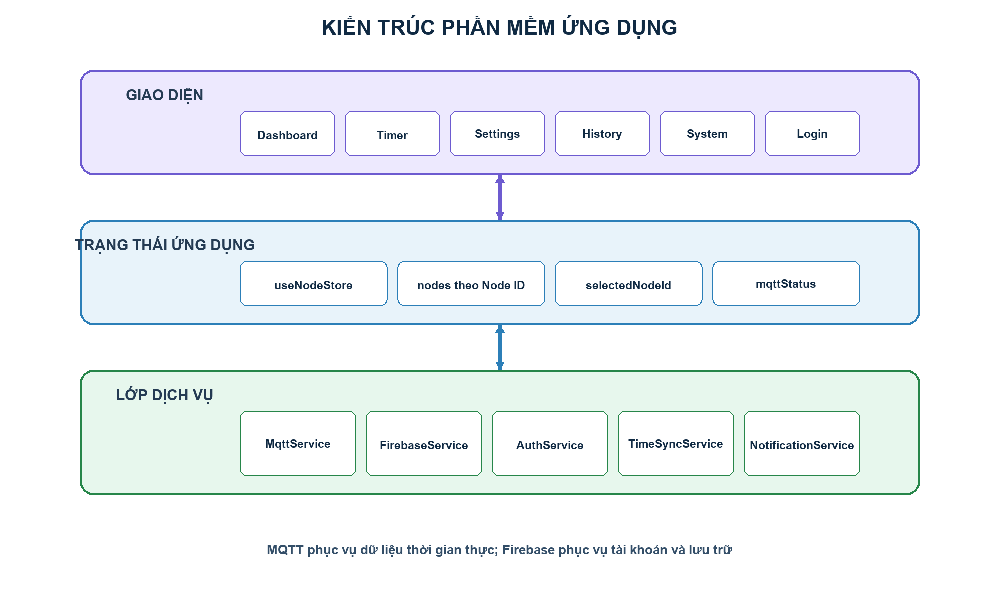 KIẾN TRÚC PHẦN MỀM ỨNG DỤNG
GIAO DIỆN
Dashboard
Timer
Settings
History
System
Login
TRẠNG THÁI ỨNG DỤNG
useNodeStore
nodes theo Node ID
selectedNodeId
mqttStatus
LỚP DỊCH VỤ
MqttService
FirebaseService
AuthService
TimeSyncService
NotificationService
MQTT phục vụ dữ liệu thời gian thực; Firebase phục vụ tài khoản và lưu trữ